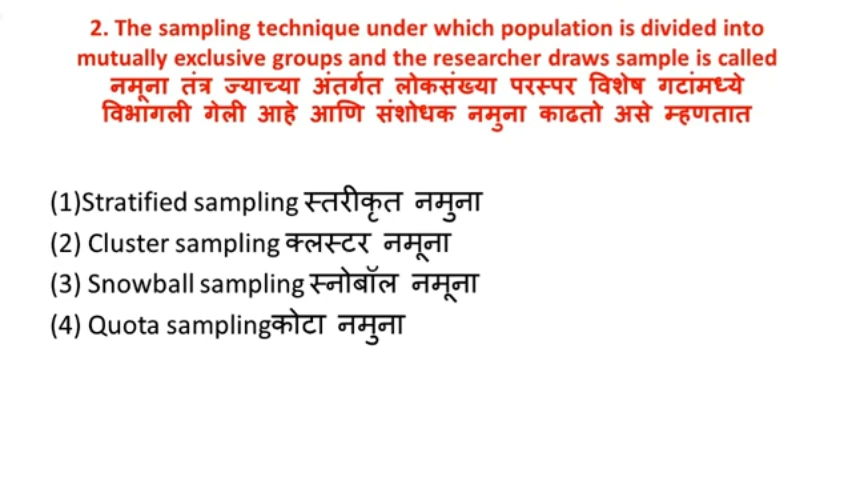 2. The sampling technique under which population is divided into
mutually exclusive groups and the researcher draws sample is called
नमूना तंत्र ज्याच्या अंतर्गत लोकसंख्या परस्पर विशेष गटांमध्ये
विभागली गेली आहे आणि संशोधक नमुना काढतो असे म्हणतात
(1)Stratified sampling स्तरीकृत नमुना
(2) Cluster sampling क्लस्टर नमूना
(3) Snowball sampling स्नोबॉल नमूना
(4) Quota samplingकोटा नमुना